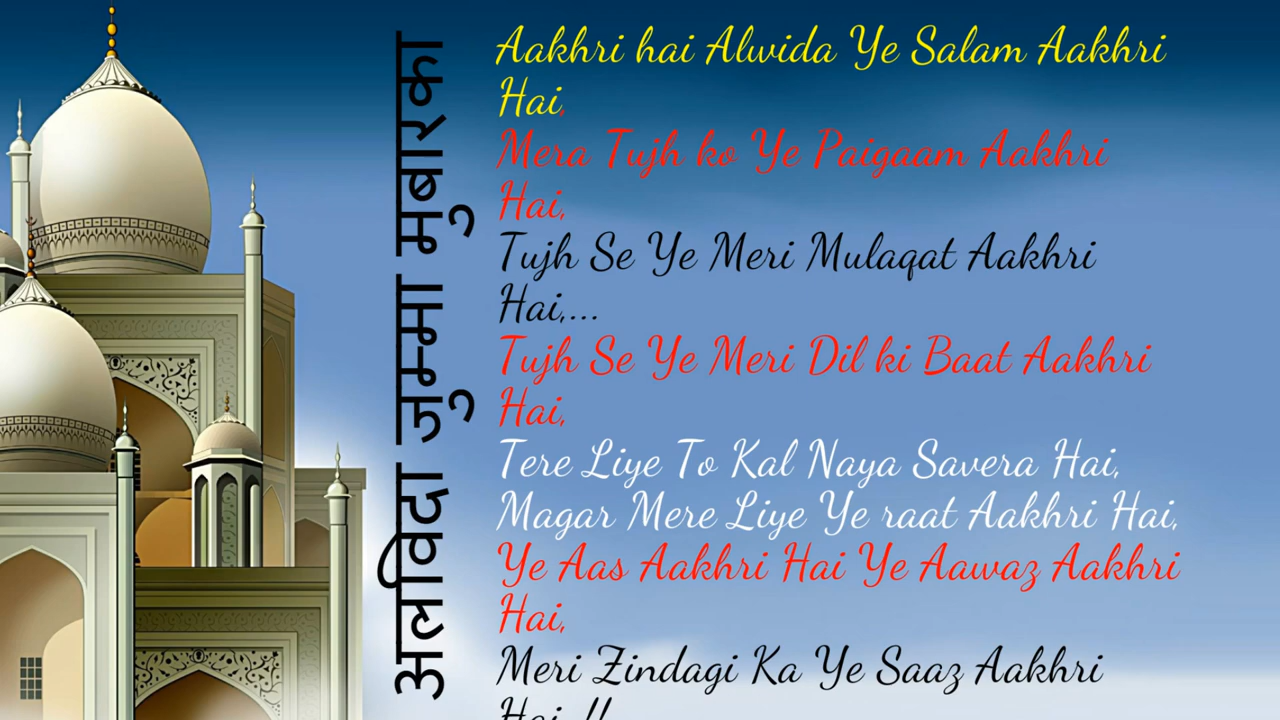 अलविदा जुम्मा मुबारका
Aakhri hai Alwida Ye Salam Aakhri
Hai,
Mera Tujh ko Ye Paigaam Aakhri
Hai,
Tujh Se Ye Meri Mulaqat Aakhri
Hai,...
Tujh Se Ye Meri Dil ki Baat Aakhri
Hai,
Tere Liye To Kal Naya Savera Hai,
Magar Mere Liye Ye raat Aakhri Hai,
Ye Aas Aakhri Hai Ye Aawaz Aakhri
Hai,
Meri Zindagi Ka Ye Saaz Aakhri
Hai..!!